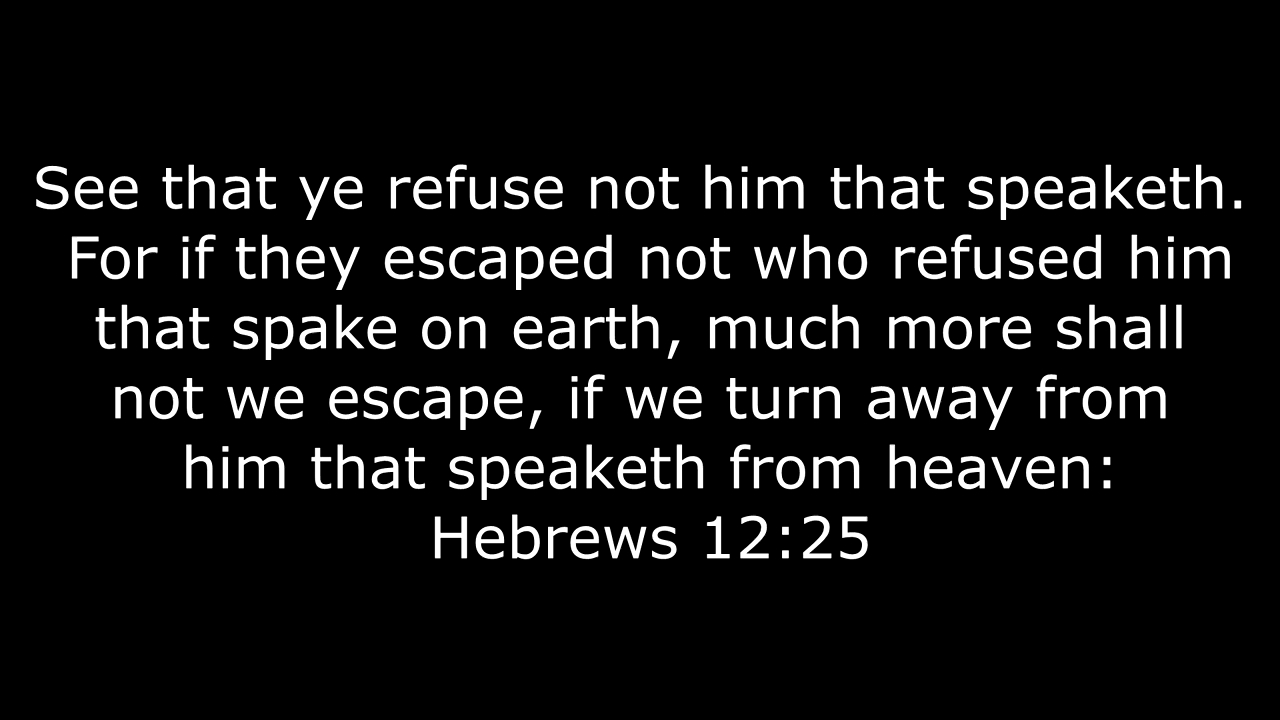 See that ye refuse not him that speaketh.
For if they escaped not who refused him
that spake on earth, much more shall
not we escape, if we turn away from
him that speaketh from heaven:
Hebrews 12:25